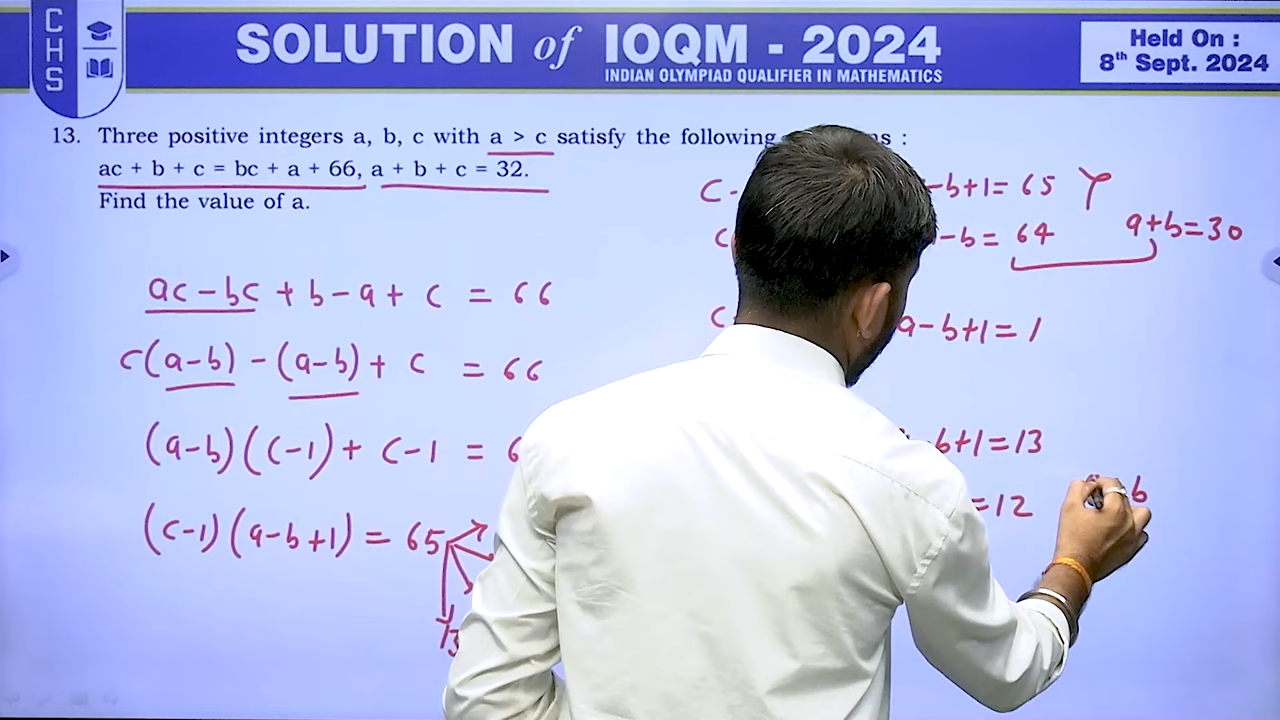 CHS
SOLUTION of IOQM - 2024
INDIAN OLYMPIAD QUALIFIER IN MATHEMATICS
Held On :
8th Sept. 2024
13. Three positive integers a, b, c with a > c satisfy the following :
ac + b + c = bc + a + 66, a + b + c = 32.
Find the value of a.
ac - bc + b - a + c = 66
c(a-b) - (a-b) + c = 66
(a-b)(c-1) + c-1 =
(c-1)(a-b+1) = 65
13
-b+1 = 65
-b = 64
a+b = 30
a-b+1 = 1
b+1 = 13
=12
b